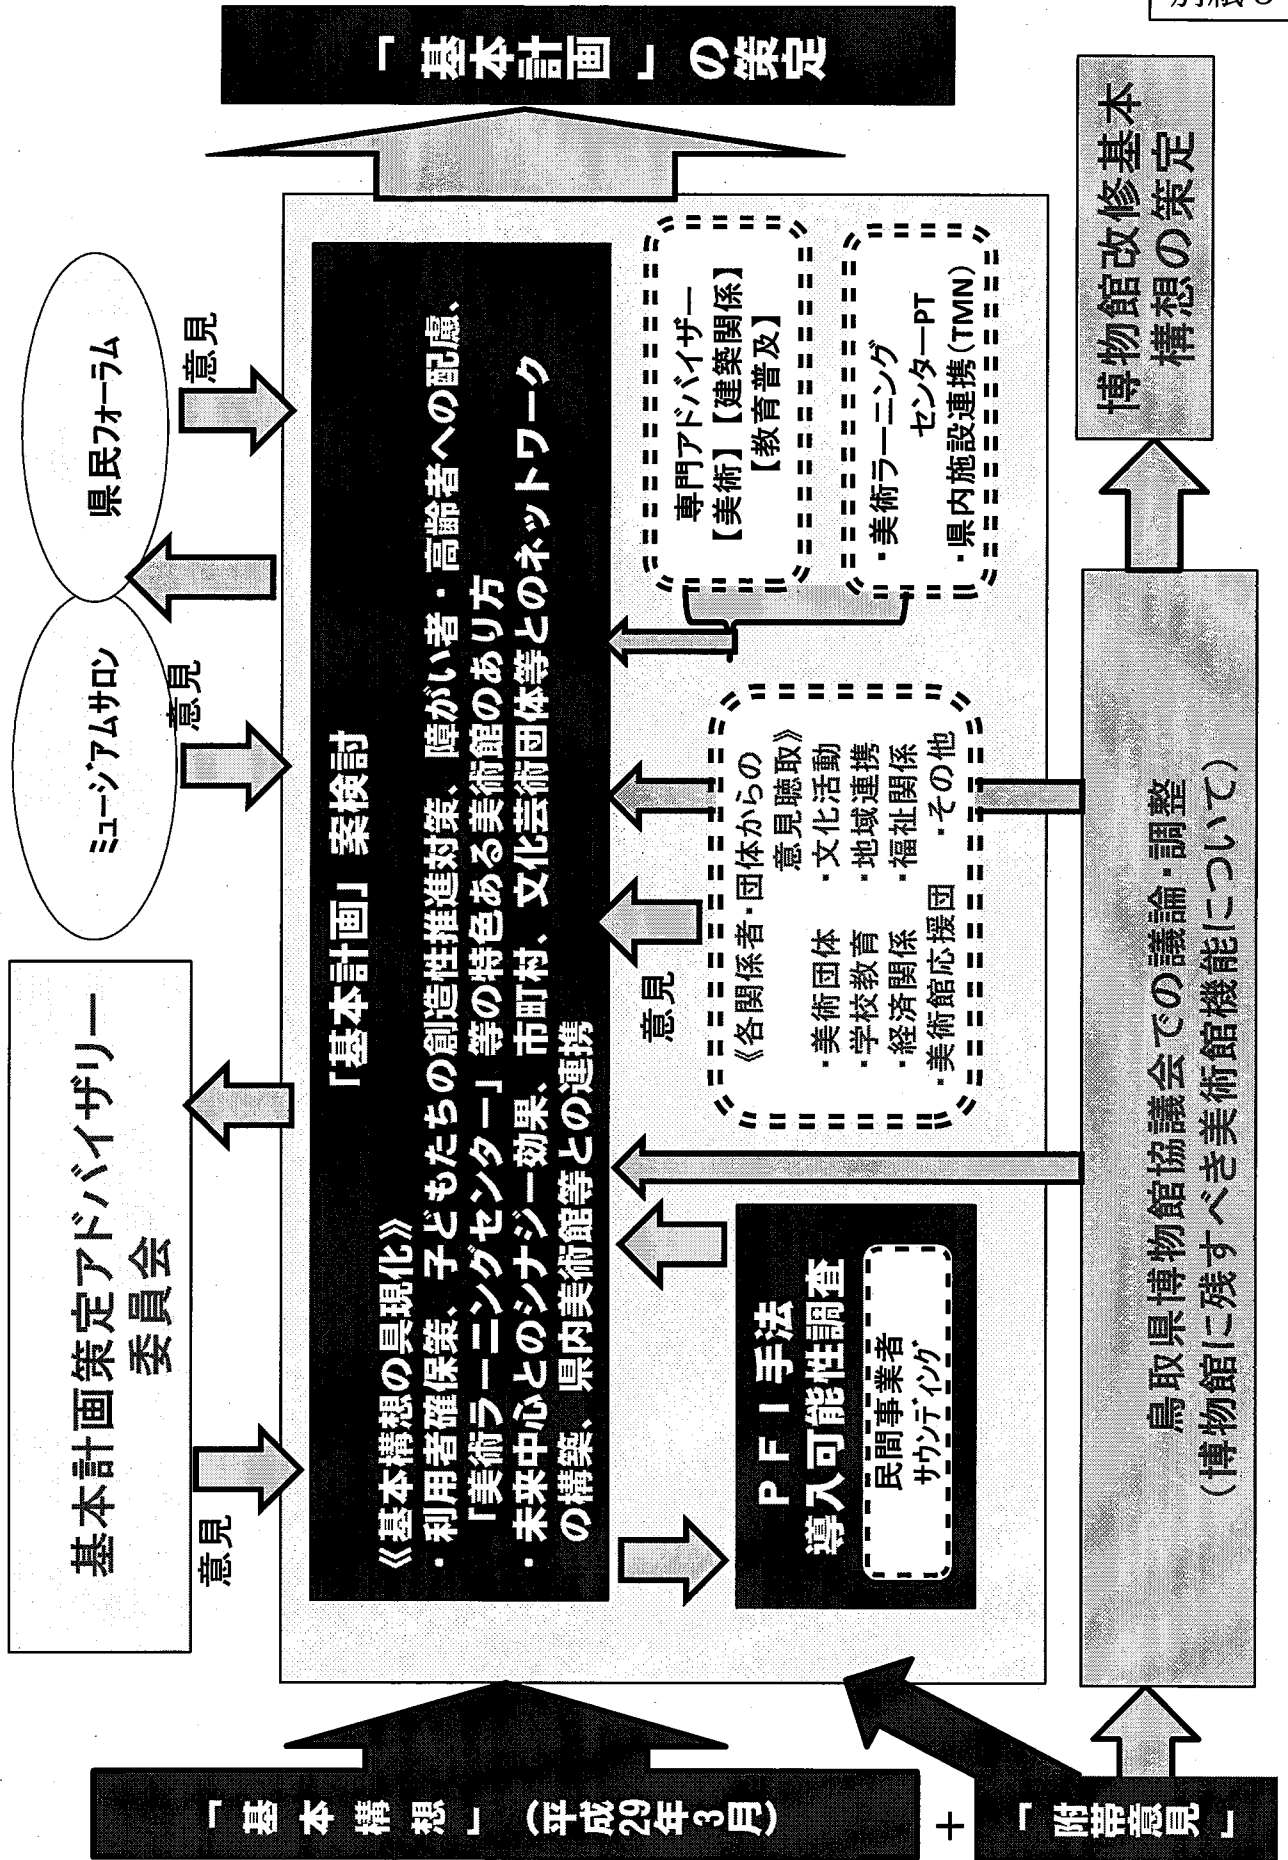 「基本構想」（平成29年3月）
＋
「附帯意見」
基本計画策定アドバイザリー
委員会
意見
ミュージアムサロン
意見
県民フォーラム
意見
「基本計画」案検討
《基本構想の具現化》
・利用者確保策、子どもたちの創造性推進対策、障がい者・高齢者への配慮、
「美術ラーニングセンター」等の特色ある美術館のあり方
・未来中心とのシナジー効果、市町村、文化芸術団体等とのネットワーク
の構築、県内美術館等との連携
ＰＦＩ手法
導入可能性調査
民間事業者
サウンディング
意見
《各関係者・団体からの
意見聴取》
・美術団体　・文化活動
・学校教育　・地域連携
・経済関係　・福祉関係
・美術館応援団　・その他
専門アドバイザー
【美術】【建築関係】
【教育普及】
・美術ラーニング
センターPT
・県内施設連携(TMN)
鳥取県博物館協議会での議論・調整
（博物館に残すべき美術館機能について）
博物館改修基本
構想の策定
「基本計画」の策定